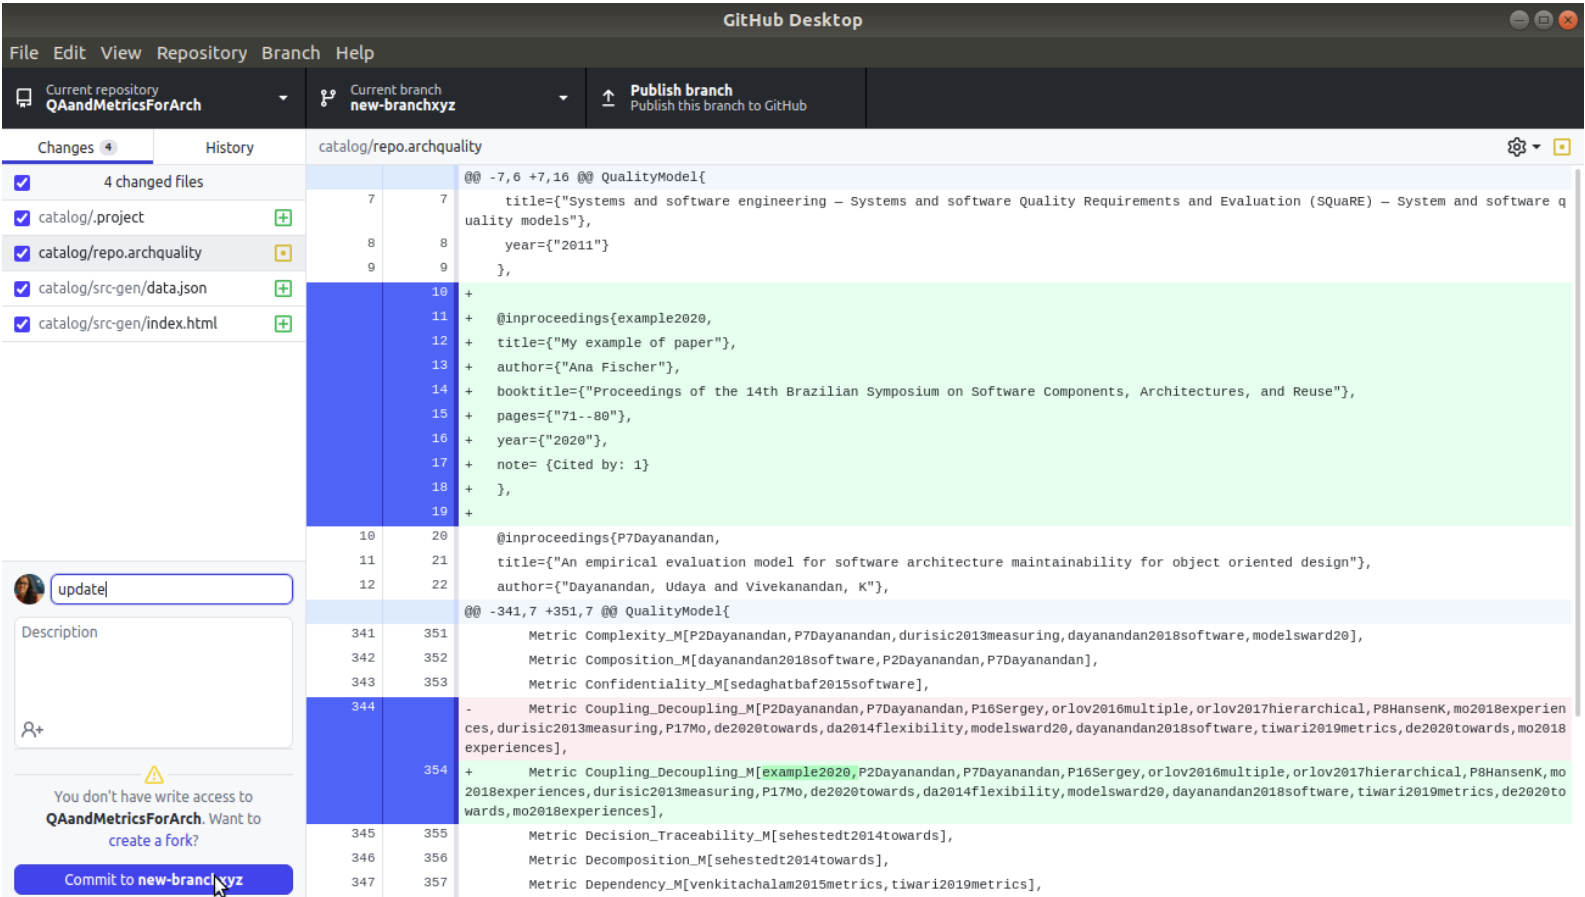 GitHub Desktop
File Edit View Repository Branch Help
Current repository
QAandMetricsForArch
Current branch
new-branchxyz
Publish branch
Publish this branch to GitHub
Changes 4
History
catalog/repo.archquality
4 changed files
catalog/.project
catalog/repo.archquality
catalog/src-gen/data.json
catalog/src-gen/index.html
@@ -7,6 +7,16 @@ QualityModel{
7 7 title={"Systems and software engineering — Systems and software Quality Requirements and Evaluation (SQuaRE) — System and software q
uality models"},
8 8 year={"2011"}
9 9 },
10 +
11 + @inproceedings{example2020,
12 + title={"My example of paper"},
13 + author={"Ana Fischer"},
14 + booktitle={"Proceedings of the 14th Brazilian Symposium on Software Components, Architectures, and Reuse"},
15 + pages={"71--80"},
16 + year={"2020"},
17 + note= {Cited by: 1}
18 + },
19 +
10 20 @inproceedings{P7Dayanandan,
11 21 title={"An empirical evaluation model for software architecture maintainability for object oriented design"},
12 22 author={"Dayanandan, Udaya and Vivekanandan, K"},
@@ -341,7 +351,7 @@ QualityModel{
341 351 Metric Complexity_M[P2Dayanandan,P7Dayanandan,durisic2013measuring,dayanandan2018software,modelsward20],
342 352 Metric Composition_M[dayanandan2018software,P2Dayanandan,P7Dayanandan],
343 353 Metric Confidentiality_M[sedaghatbaf2015software],
344 - Metric Coupling_Decoupling_M[P2Dayanandan,P7Dayanandan,P16Sergey,orlov2016multiple,orlov2017hierarchical,P8HansenK,mo2018experien
ces,durisic2013measuring,P17Mo,de2020towards,da2014flexibility,modelsward20,dayanandan2018software,tiwari2019metrics,de2020towards,mo2018
experiences],
354 + Metric Coupling_Decoupling_M[example2020,P2Dayanandan,P7Dayanandan,P16Sergey,orlov2016multiple,orlov2017hierarchical,P8HansenK,mo
2018experiences,durisic2013measuring,P17Mo,de2020towards,da2014flexibility,modelsward20,dayanandan2018software,tiwari2019metrics,de2020to
wards,mo2018experiences],
345 355 Metric Decision_Traceability_M[sehestedt2014towards],
346 356 Metric Decomposition_M[sehestedt2014towards],
347 357 Metric Dependency_M[venkitachalam2015metrics,tiwari2019metrics],
update
Description
You don't have write access to
QAandMetricsForArch. Want to
create a fork?
Commit to new-branchxyz